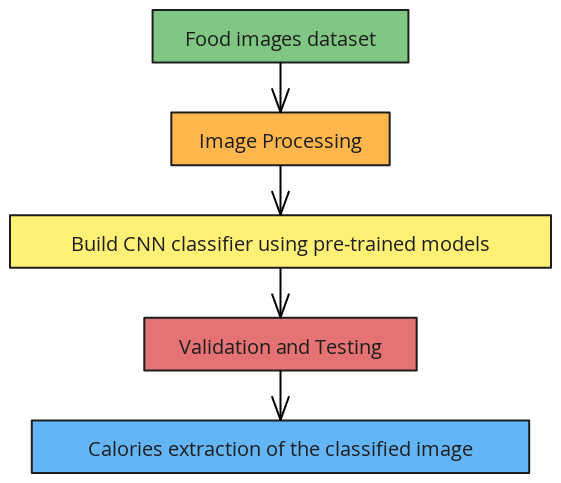 Food images dataset
Image Processing
Build CNN classifier using pre-trained models
Validation and Testing
Calories extraction of the classified image